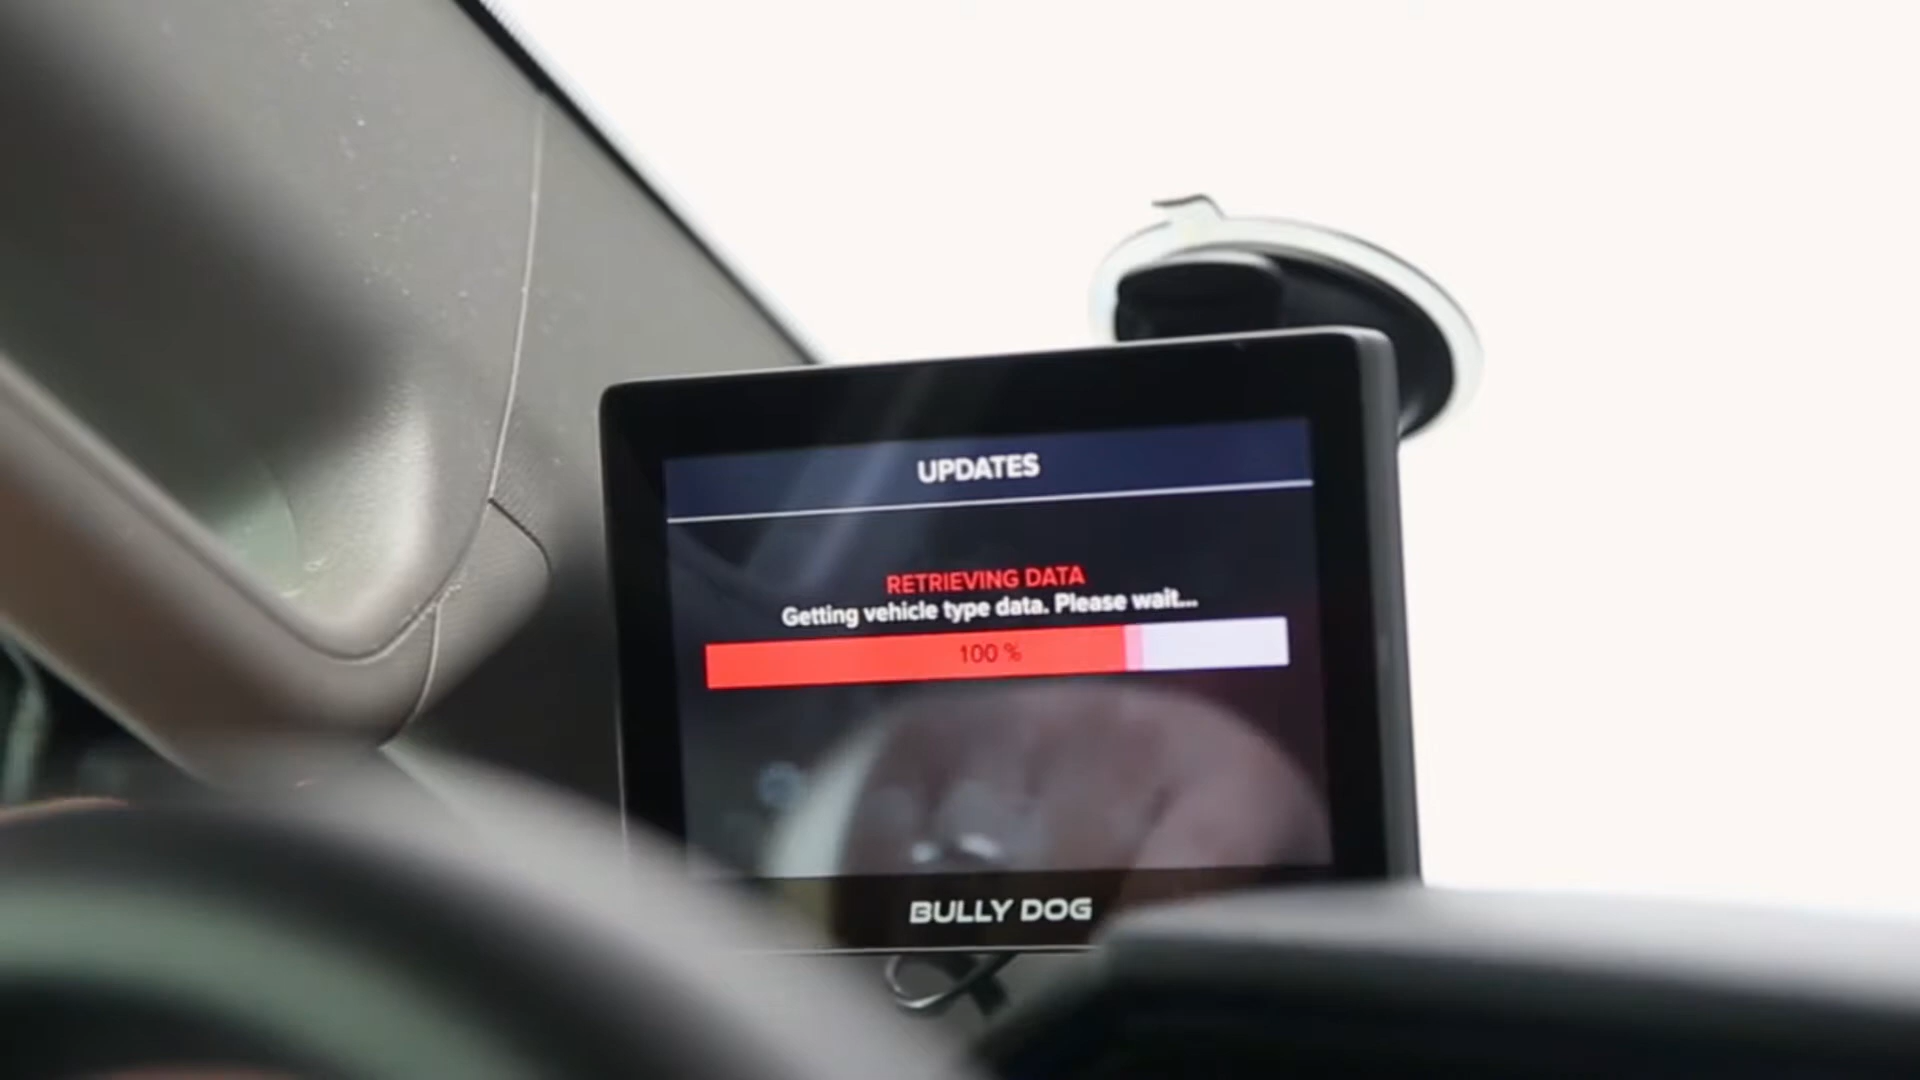 UPDATES
RETRIEVING DATA
Getting vehicle type data. Please wait...
100 %
BULLY DOG